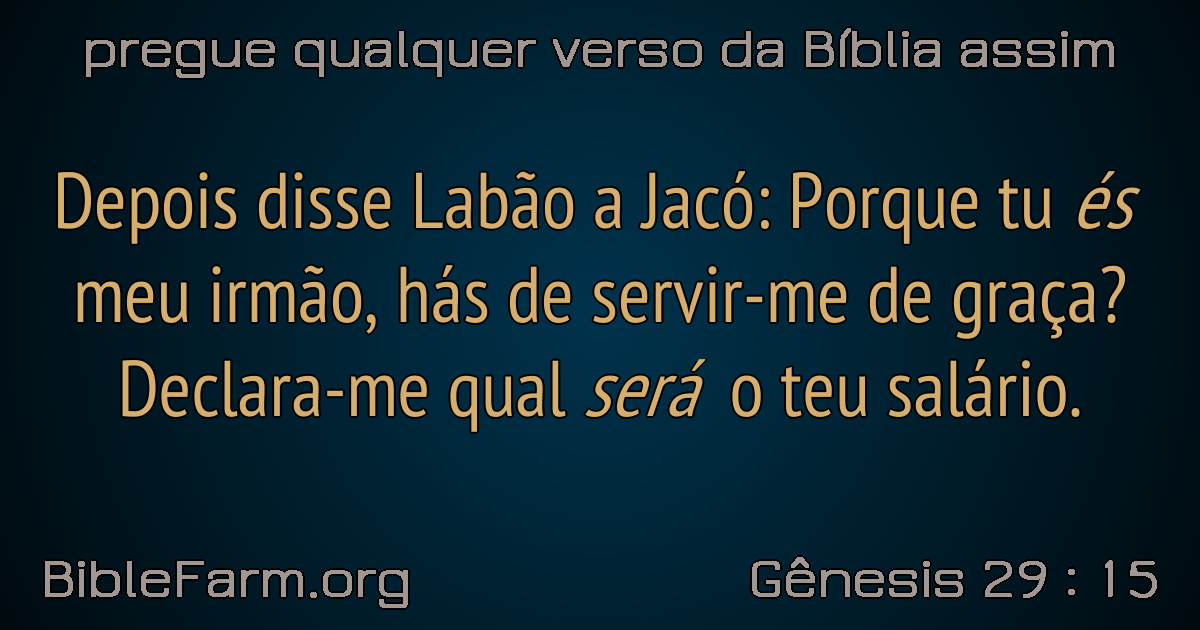 pregue qualquer verso da Bíblia assim
Depois disse Labão a Jacó: Porque tu és
meu irmão, hás de servir-me de graça?
Declara-me qual será o teu salário.
BibleFarm.org
Gênesis 29 : 15